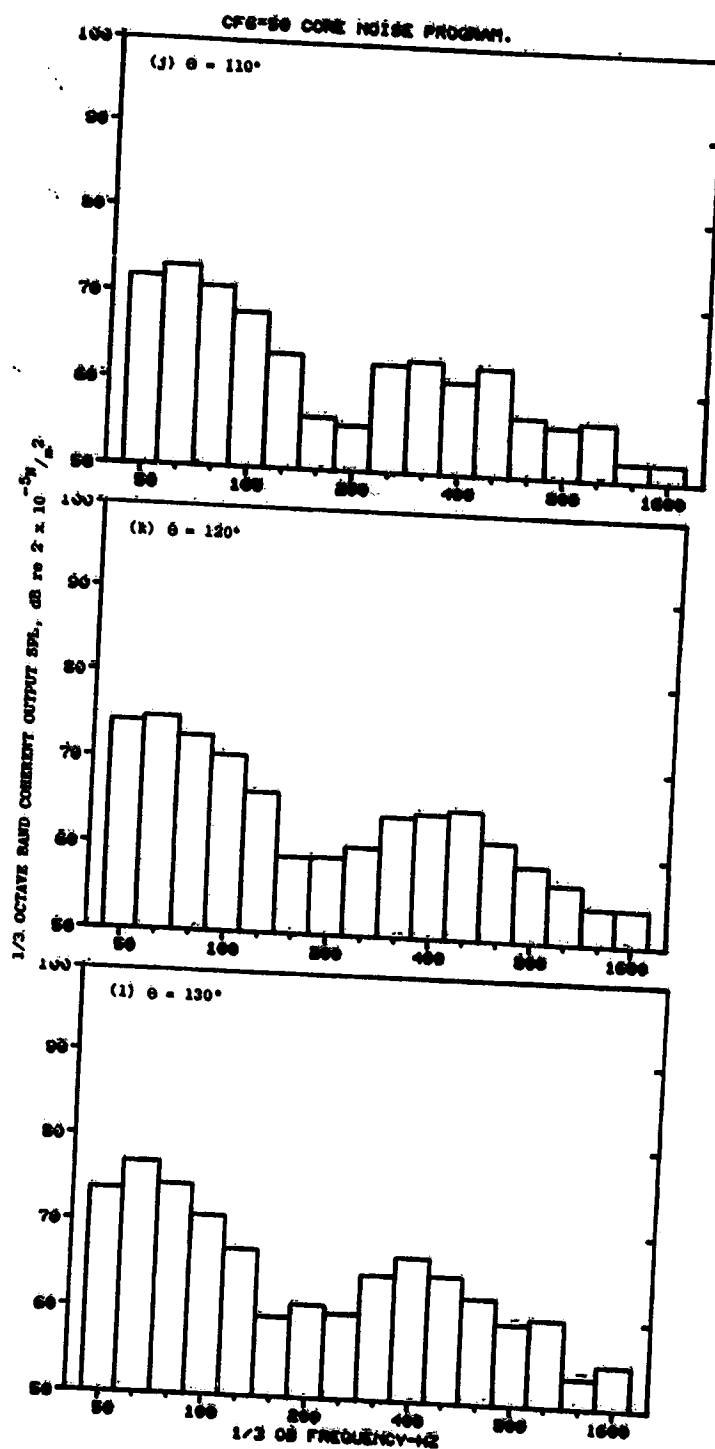 CF6-50 CORE NOISE PROGRAM.
(j) θ = 110°
100
90
80
70
60
50
50 100 200 400 800 1600
(k) θ = 120°
100
90
80
70
60
50
50 100 200 400 800 1600
(l) θ = 130°
100
90
80
70
60
50
50 100 200 400 800 1600
1/3 OB FREQUENCY-HZ
1/3 OCTAVE BAND COHERENT OUTPUT SPL, dB re 2 x 10⁻⁵N/m²